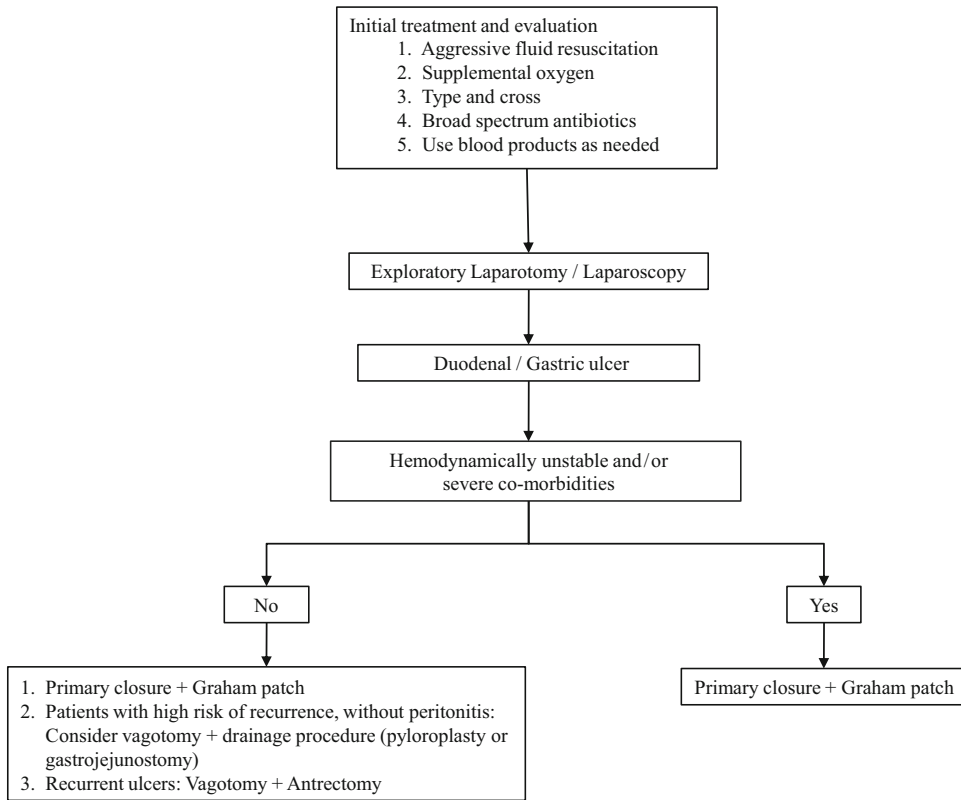 Initial treatment and evaluation
1. Aggressive fluid resuscitation
2. Supplemental oxygen
3. Type and cross
4. Broad spectrum antibiotics
5. Use blood products as needed
Exploratory Laparotomy / Laparoscopy
Duodenal / Gastric ulcer
Hemodynamically unstable and/or
severe co-morbidities
No
Yes
1. Primary closure + Graham patch
2. Patients with high risk of recurrence, without peritonitis:
Consider vagotomy + drainage procedure (pyloroplasty or
gastrojejunostomy)
3. Recurrent ulcers: Vagotomy + Antrectomy
Primary closure + Graham patch